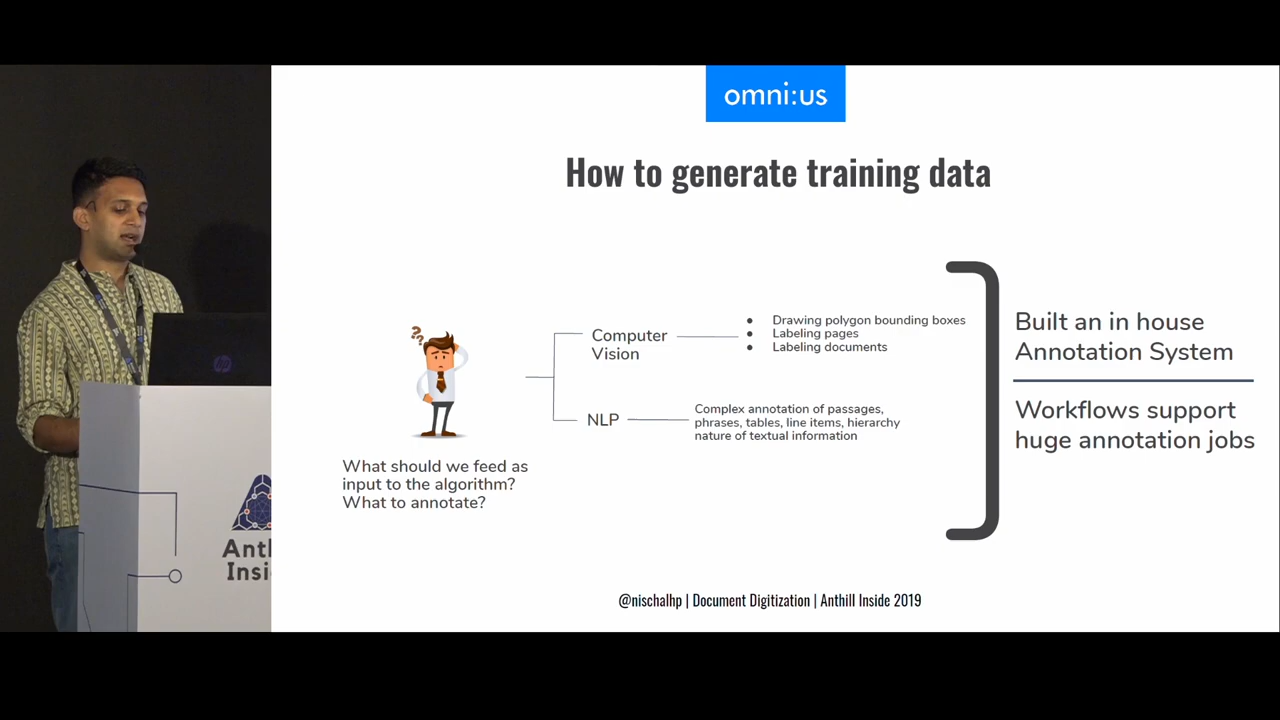 omni:us
How to generate training data
??
?
What should we feed as
input to the algorithm?
What to annotate?
Computer
Vision
● Drawing polygon bounding boxes
● Labeling pages
● Labeling documents
NLP
Complex annotation of passages,
phrases, tables, line items, hierarchy
nature of textual information
Built an in house
Annotation System
Workflows support
huge annotation jobs
@nischalhp | Document Digitization | Anthill Inside 2019
hp